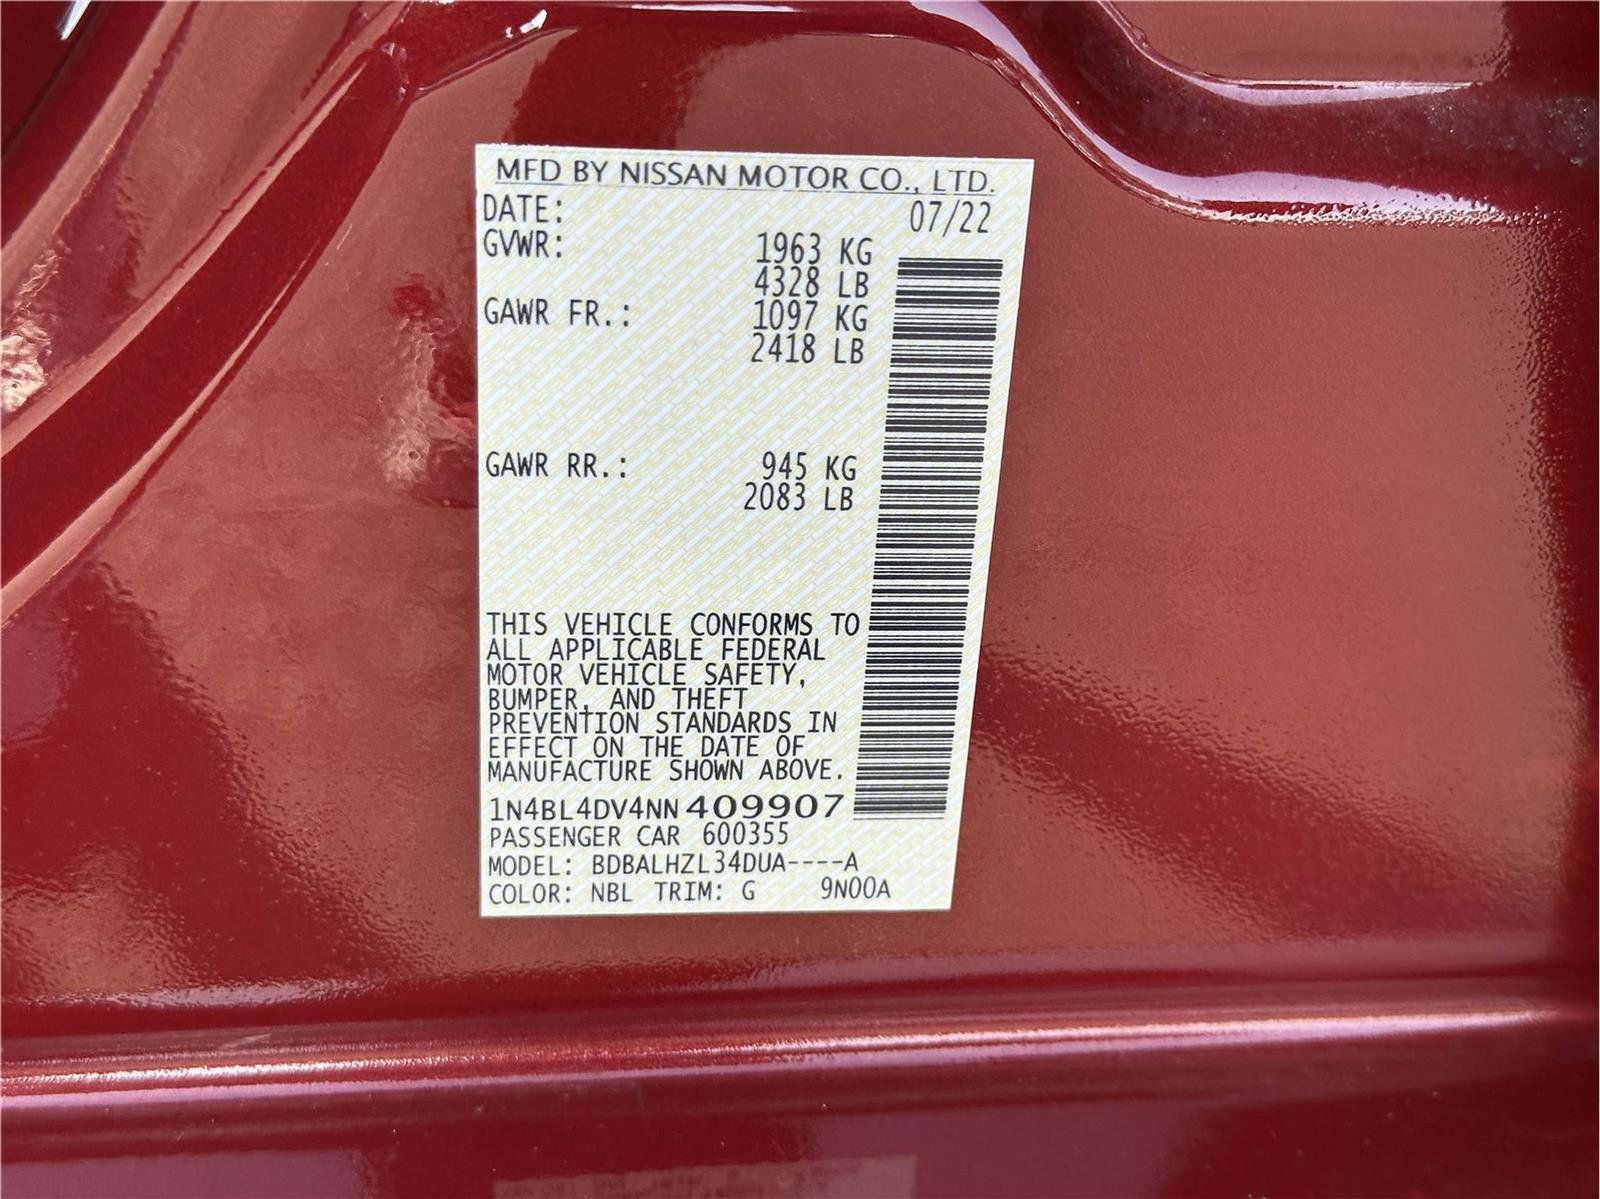 MFD BY NISSAN MOTOR CO., LTD.
DATE: 07/22
GVWR: 1963 KG
4328 LB
GAWR FR.: 1097 KG
2418 LB
GAWR RR.: 945 KG
2083 LB
THIS VEHICLE CONFORMS TO
ALL APPLICABLE FEDERAL
MOTOR VEHICLE SAFETY,
BUMPER, AND THEFT
PREVENTION STANDARDS IN
EFFECT ON THE DATE OF
MANUFACTURE SHOWN ABOVE.
1N4BL4DV4NN409907
PASSENGER CAR 600355
MODEL: BDBALHZL34DUA----A
COLOR: NBL TRIM: G 9N00A